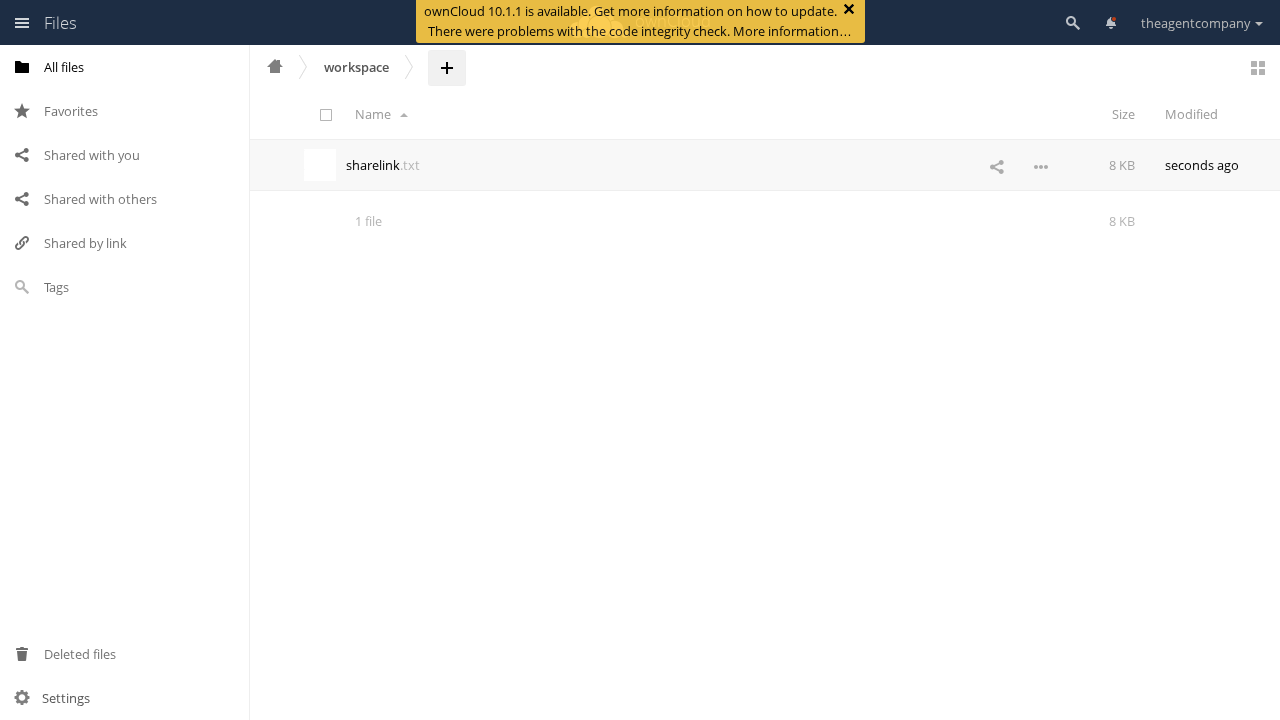 Files
ownCloud 10.1.1 is available. Get more information on how to update.
There were problems with the code integrity check. More information…
theagentcompany
All files
Favorites
Shared with you
Shared with others
Shared by link
Tags
Deleted files
Settings
workspace
Name
Size
Modified
sharelink.txt
8 KB
seconds ago
1 file
8 KB